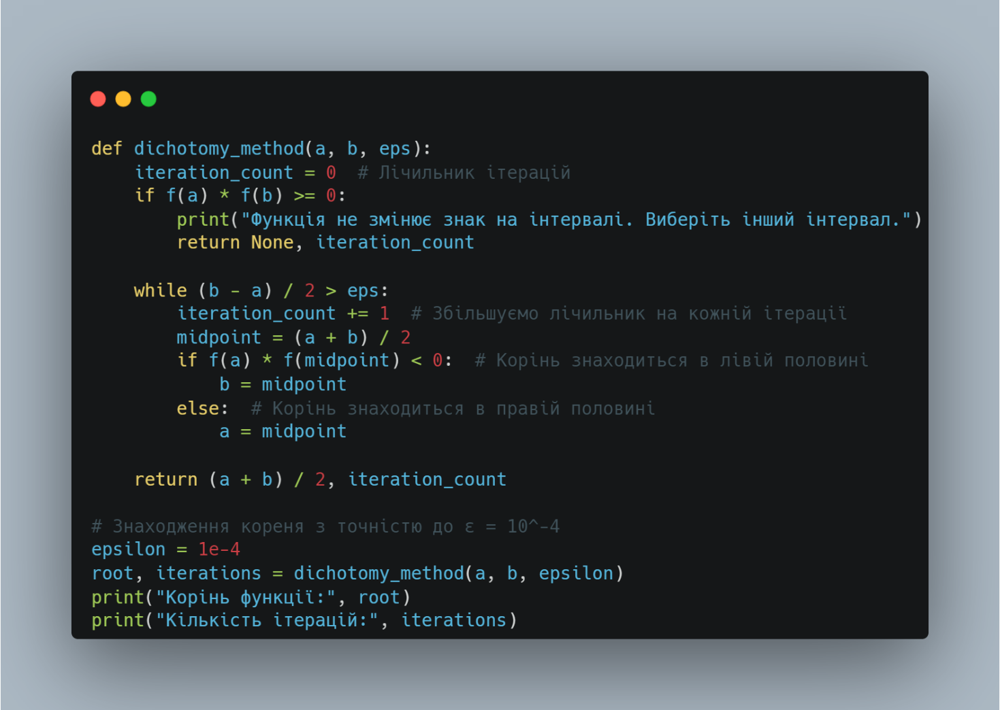 def dichotomy_method(a, b, eps):
    iteration_count = 0  # Лічильник ітерацій
    if f(a) * f(b) >= 0:
        print("Функція не змінює знак на інтервалі. Виберіть інший інтервал.")
        return None, iteration_count

    while (b - a) / 2 > eps:
        iteration_count += 1  # Збільшуємо лічильник на кожній ітерації
        midpoint = (a + b) / 2
        if f(a) * f(midpoint) < 0:  # Корінь знаходиться в лівій половині
            b = midpoint
        else:  # Корінь знаходиться в правій половині
            a = midpoint

    return (a + b) / 2, iteration_count

# Знаходження кореня з точністю до ε = 10^-4
epsilon = 1e-4
root, iterations = dichotomy_method(a, b, epsilon)
print("Корінь функції:", root)
print("Кількість ітерацій:", iterations)